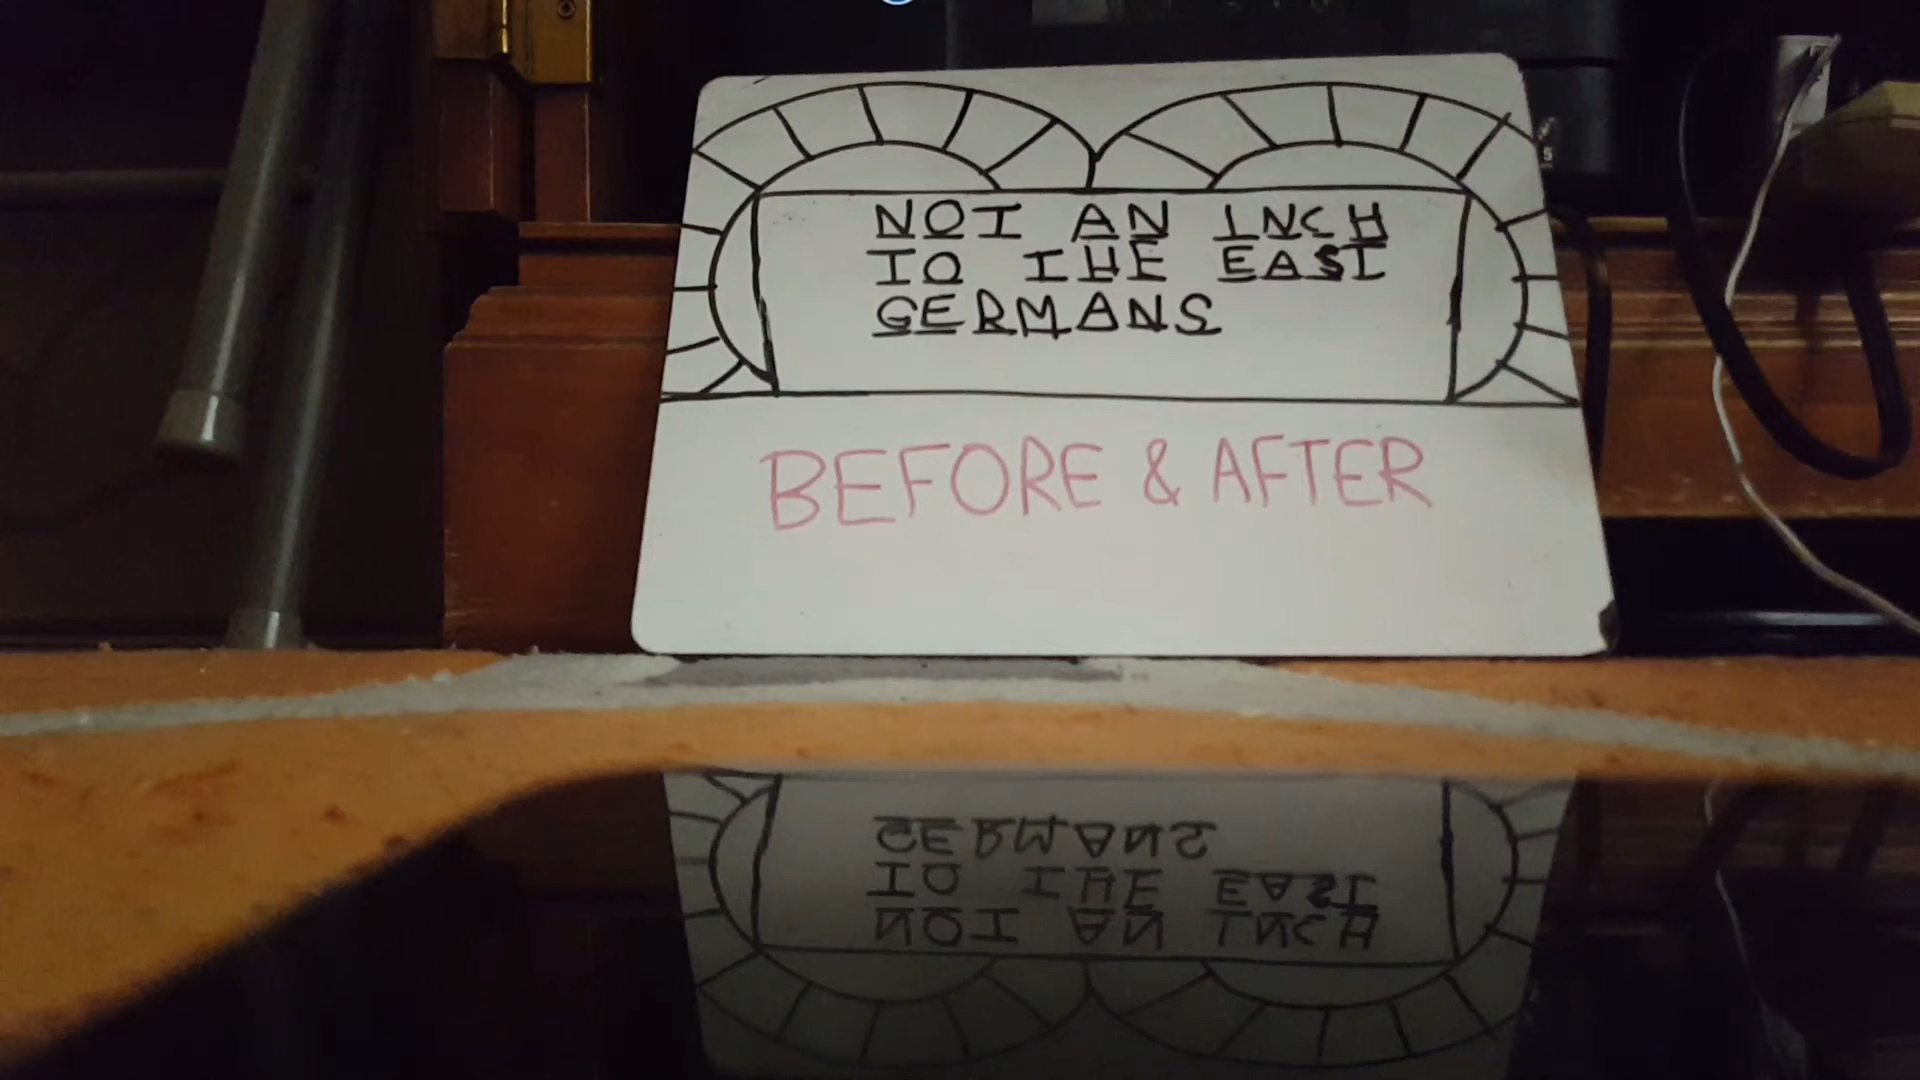 NOT AN INCH
TO THE EAST
GERMANS
BEFORE & AFTER